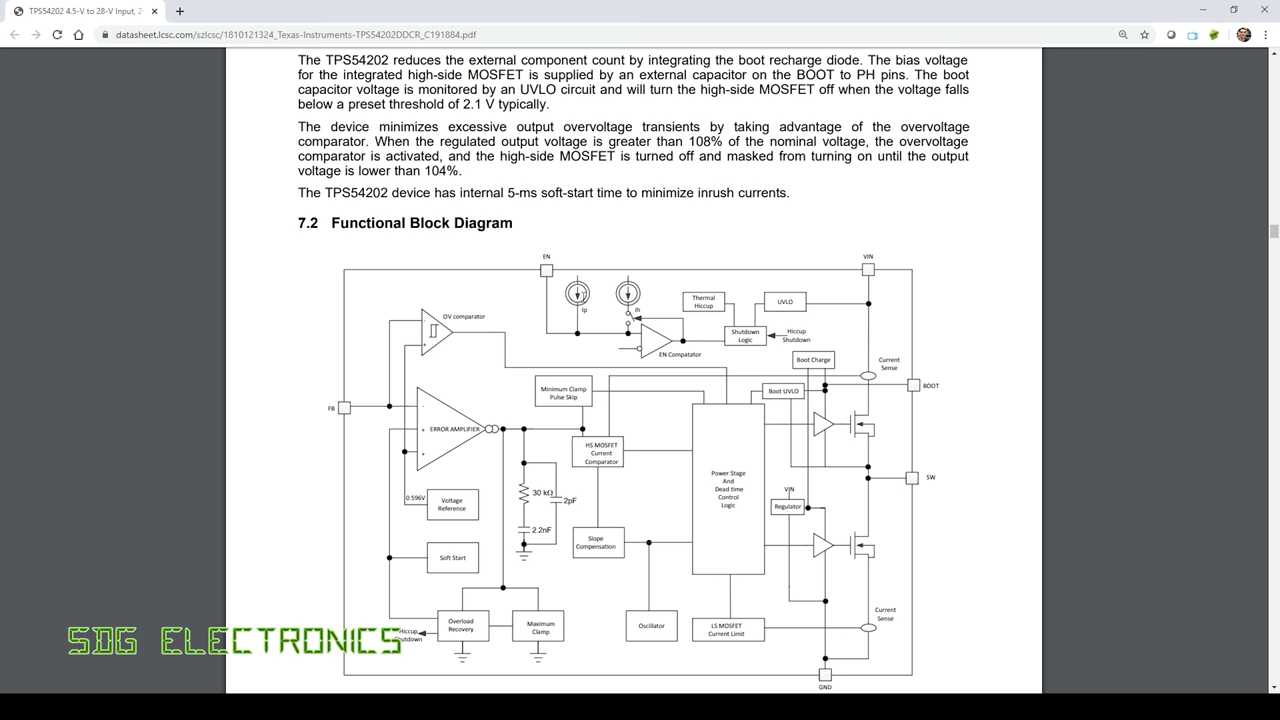 TPS54202 4.5-V to 28-V Input, 2-
datasheet.lcsc.com/szlcsc/1810121324_Texas-Instruments-TPS54202DDCR_C191884.pdf
The TPS54202 reduces the external component count by integrating the boot recharge diode. The bias voltage
for the integrated high-side MOSFET is supplied by an external capacitor on the BOOT to PH pins. The boot
capacitor voltage is monitored by an UVLO circuit and will turn the high-side MOSFET off when the voltage falls
below a preset threshold of 2.1 V typically.
The device minimizes excessive output overvoltage transients by taking advantage of the overvoltage
comparator. When the regulated output voltage is greater than 108% of the nominal voltage, the overvoltage
comparator is activated, and the high-side MOSFET is turned off and masked from turning on until the output
voltage is lower than 104%.
The TPS54202 device has internal 5-ms soft-start time to minimize inrush currents.
7.2 Functional Block Diagram
EN
VIN
Thermal
Hiccup
UVLO
Ip
Ih
OV comparator
Shutdown
Logic
Hiccup
Shutdown
EN Compatator
Boot Charge
Current
Sense
BOOT
Minimum Clamp
Pulse Skip
Boot UVLO
FB
ERROR AMPLIFIER
HS MOSFET
Current
Comparator
Power Stage
And
Dead time
Control
Logic
SW
0.596V
Voltage
Reference
30 kΩ
2pF
VIN
Regulator
2.2nF
Slope
Compensation
Soft Start
Current
Sense
Hiccup
Shutdown
Overload
Recovery
Maximum
Clamp
Oscillator
LS MOSFET
Current Limit
SDG ELECTRONICS
GND